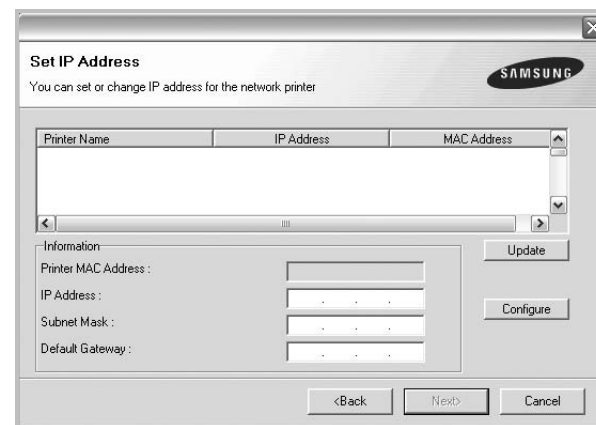 Set IP Address
You can set or change IP address for the network printer
SAMSUNG
Printer Name IP Address MAC Address
Information
Update
Printer MAC Address :
IP Address :
Configure
Subnet Mask :
Default Gateway :
<Back Next> Cancel